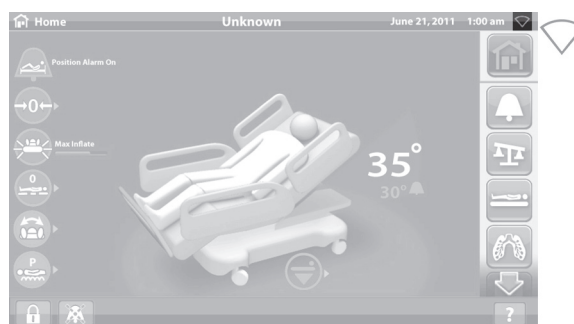 Home Unknown June 21, 2011 1:00 am
Position Alarm On
→0←
Max Inflate
35°
30°
0
P
?